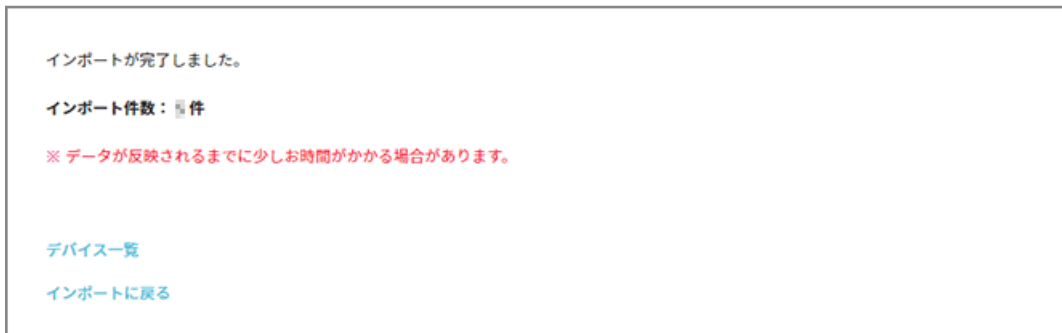 インポートが完了しました。
インポート件数： 件
※ データが反映されるまでに少しお時間がかかる場合があります。
デバイス一覧
インポートに戻る